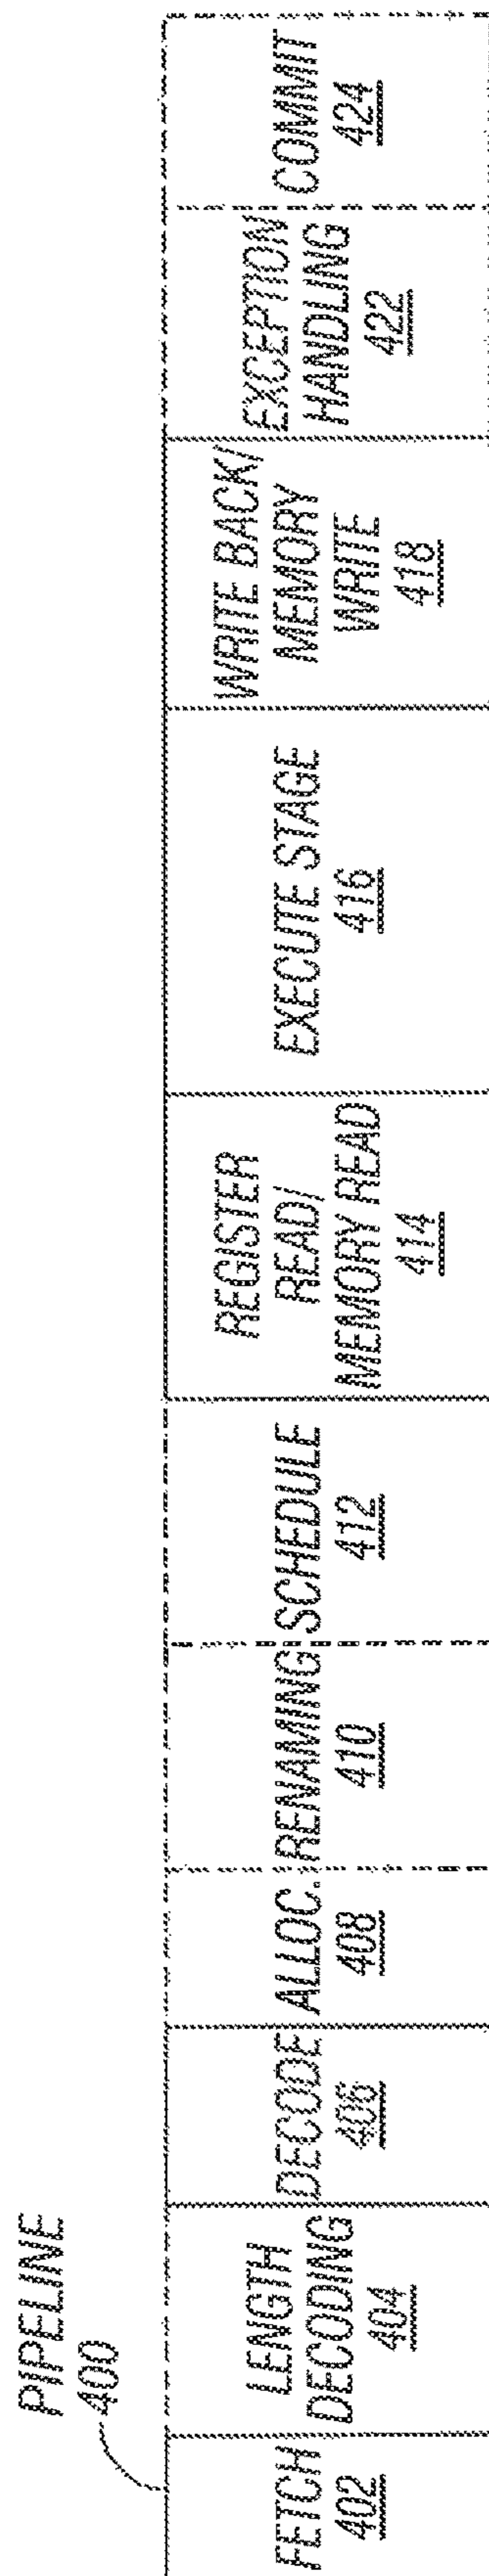 PIPELINE
400
FETCH
402
LENGTH
DECODING
404
DECODE
406
ALLOC.
408
RENAMING
410
SCHEDULE
412
REGISTER
READ/
MEMORY READ
414
EXECUTE STAGE
416
WRITE BACK/
MEMORY
WRITE
418
EXCEPTION
HANDLING
422
COMMIT
424